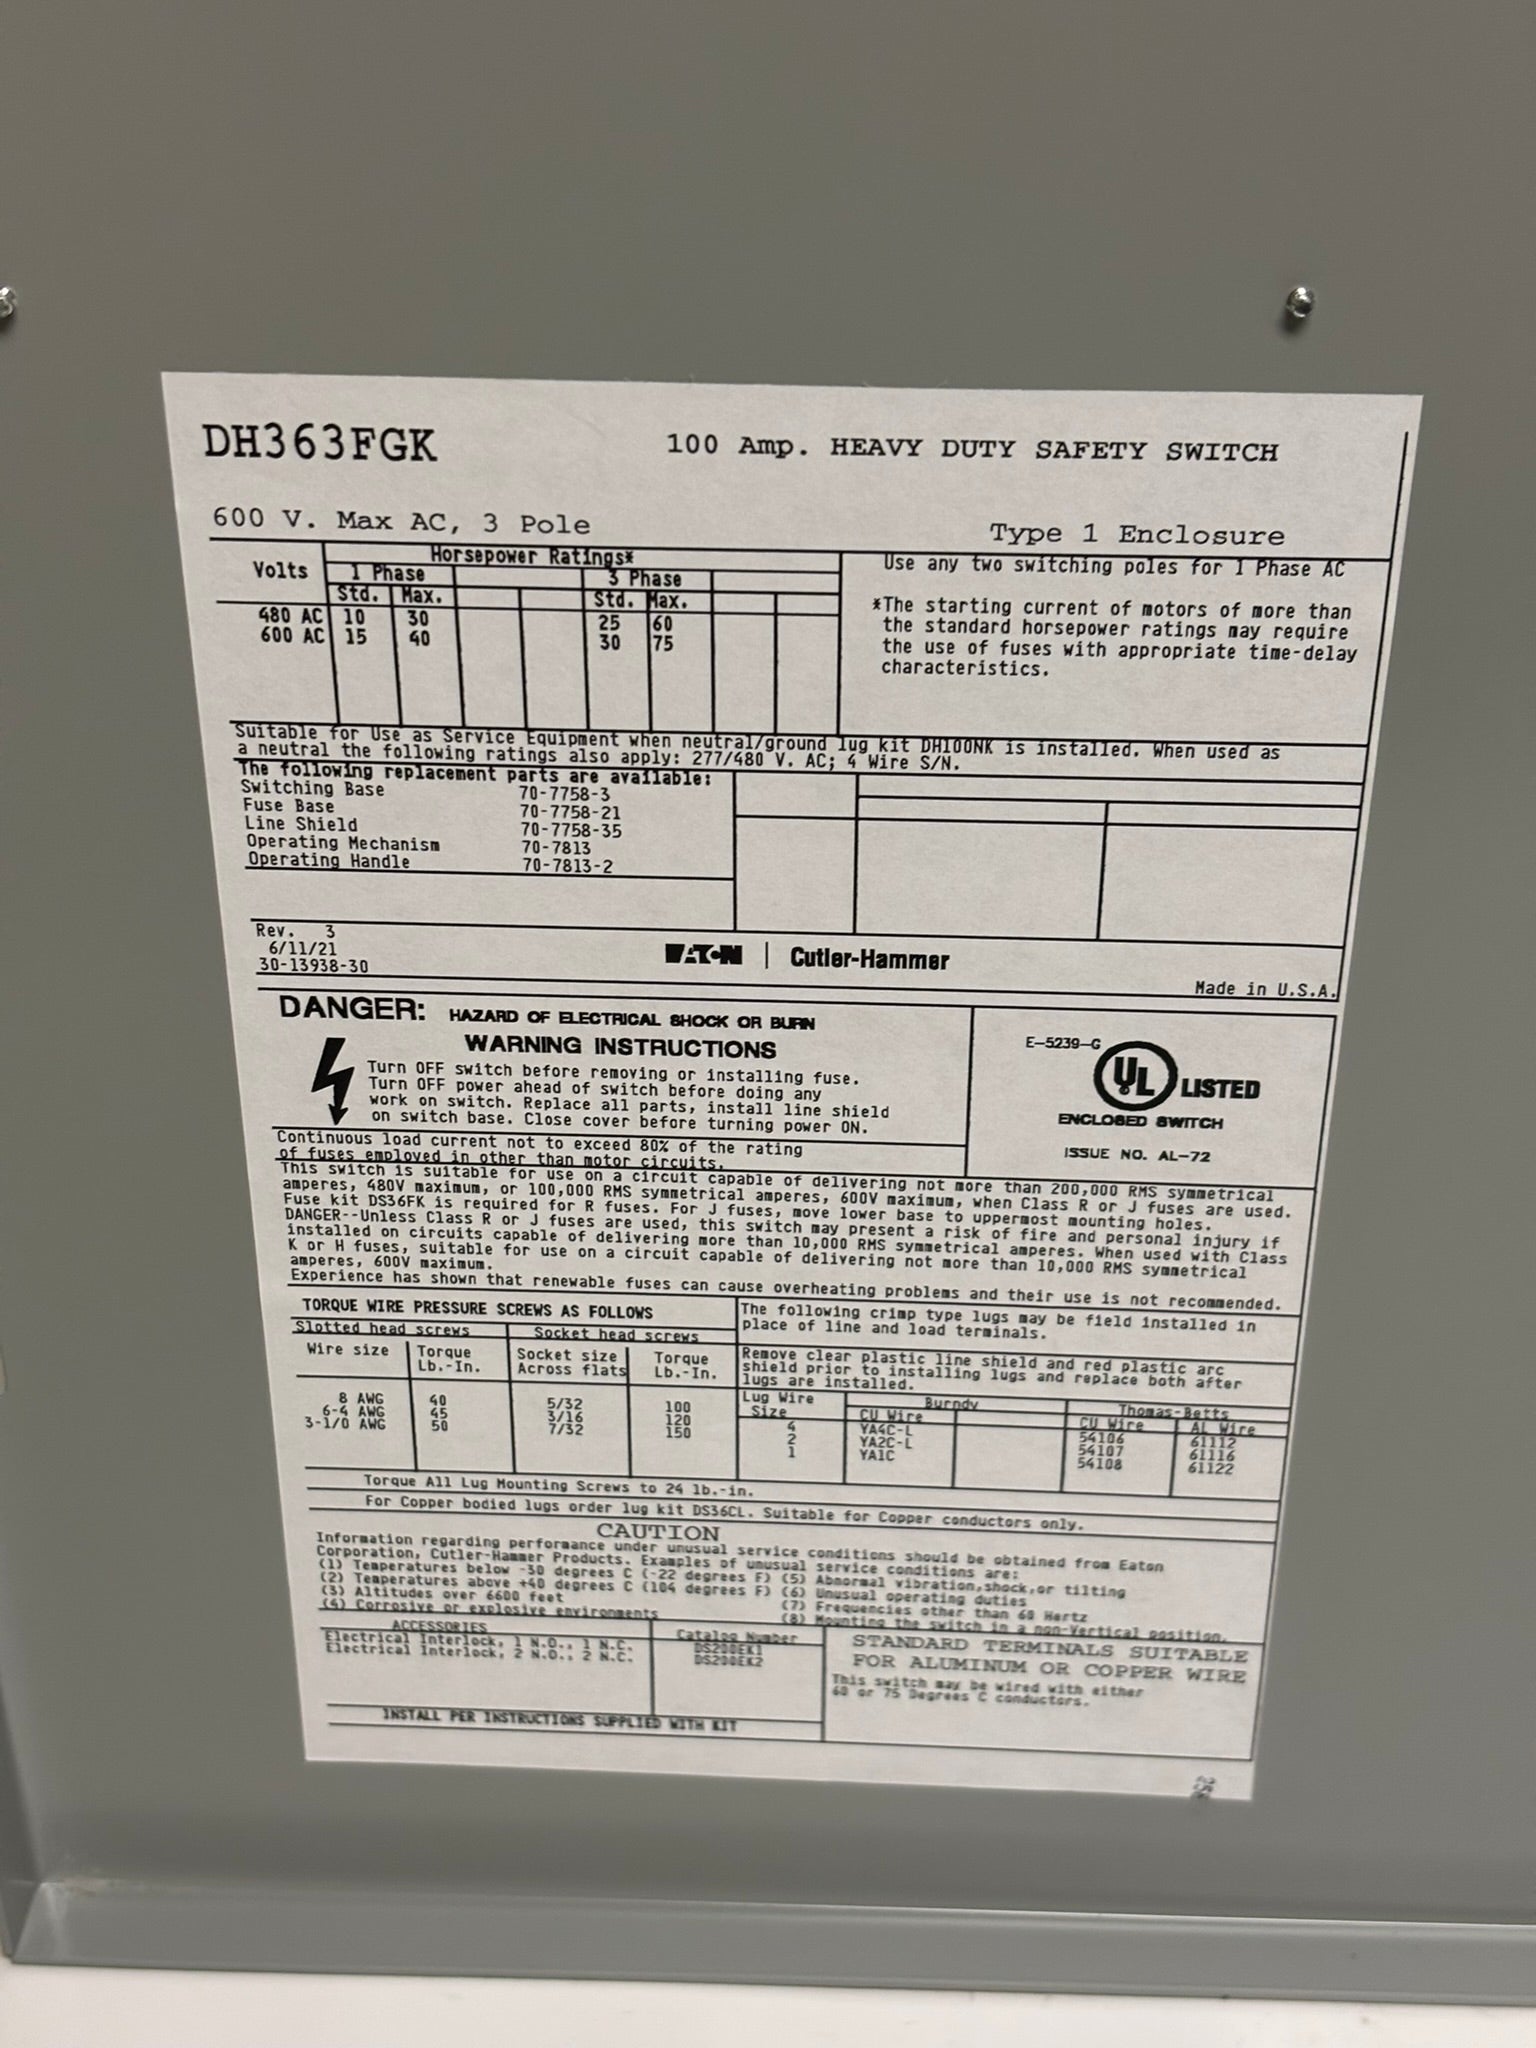 DH363FGK
100 Amp. HEAVY DUTY SAFETY SWITCH
600 V. Max AC, 3 Pole
Type 1 Enclosure
Volts
Horsepower Ratings*
1 Phase 3 Phase
Std. Max. Std. Max.
480 AC 10 30 25 60
600 AC 15 40 30 75
Use any two switching poles for 1 Phase AC
*The starting current of motors of more than
the standard horsepower ratings may require
the use of fuses with appropriate time-delay
characteristics.
Suitable for Use as Service Equipment when neutral/ground lug kit DH100NK is installed. When used as
a neutral the following ratings also apply: 277/480 V. AC; 4 Wire S/N.
The following replacement parts are available:
Switching Base 70-7758-3
Fuse Base 70-7758-21
Line Shield 70-7758-35
Operating Mechanism 70-7813
Operating Handle 70-7813-2
Rev. 3
6/11/21
30-13938-30
EATON | Cutler-Hammer
Made in U.S.A.
DANGER: HAZARD OF ELECTRICAL SHOCK OR BURN
WARNING INSTRUCTIONS
Turn OFF switch before removing or installing fuse.
Turn OFF power ahead of switch before doing any
work on switch. Replace all parts, install line shield
on switch base. Close cover before turning power ON.
E-5239-G
UL LISTED
ENCLOSED SWITCH
ISSUE NO. AL-72
Continuous load current not to exceed 80% of the rating
of fuses employed in other than motor circuits.
This switch is suitable for use on a circuit capable of delivering not more than 200,000 RMS symmetrical
amperes, 480V maximum, or 100,000 RMS symmetrical amperes, 600V maximum, when Class R or J fuses are used.
Fuse kit DS36FK is required for R fuses. For J fuses, move lower base to uppermost mounting holes.
DANGER--Unless Class R or J fuses are used, this switch may present a risk of fire and personal injury if
installed on circuits capable of delivering more than 10,000 RMS symmetrical amperes. When used with Class
K or H fuses, suitable for use on a circuit capable of delivering not more than 10,000 RMS symmetrical
amperes, 600V maximum.
Experience has shown that renewable fuses can cause overheating problems and their use is not recommended.
TORQUE WIRE PRESSURE SCREWS AS FOLLOWS
Slotted head screws Socket head screws
Wire size Torque Lb.-In. Socket size Across flats Torque Lb.-In.
8 AWG 40 5/32 100
6-4 AWG 45 3/16 120
3-1/0 AWG 50 7/32 150
The following crimp type lugs may be field installed in
place of line and load terminals.
Remove clear plastic line shield and red plastic arc
shield prior to installing lugs and replace both after
lugs are installed.
Lug Wire Size Burndy Thomas-Betts
CU Wire CU Wire AL Wire
4 YA4C-L 54106 61112
2 YA2C-L 54107 61116
1 YA1C 54108 61122
Torque All Lug Mounting Screws to 24 lb.-in.
For Copper bodied lugs order lug kit DS36CL. Suitable for Copper conductors only.
CAUTION
Information regarding performance under unusual service conditions should be obtained from Eaton
Corporation, Cutler-Hammer Products. Examples of unusual service conditions are:
(1) Temperatures below -30 degrees C (-22 degrees F) (5) Abnormal vibration,shock,or tilting
(2) Temperatures above +40 degrees C (104 degrees F) (6) Unusual operating duties
(3) Altitudes over 6600 feet (7) Frequencies other than 60 Hertz
(4) Corrosive or explosive environments (8) Mounting the switch in a non-Vertical position.
ACCESSORIES Catalog Number
Electrical Interlock, 1 N.O., 1 N.C. DS200EK1
Electrical Interlock, 2 N.O., 2 N.C. DS200EK2
INSTALL PER INSTRUCTIONS SUPPLIED WITH KIT
STANDARD TERMINALS SUITABLE
FOR ALUMINUM OR COPPER WIRE
This switch may be wired with either
60 or 75 Degrees C conductors.